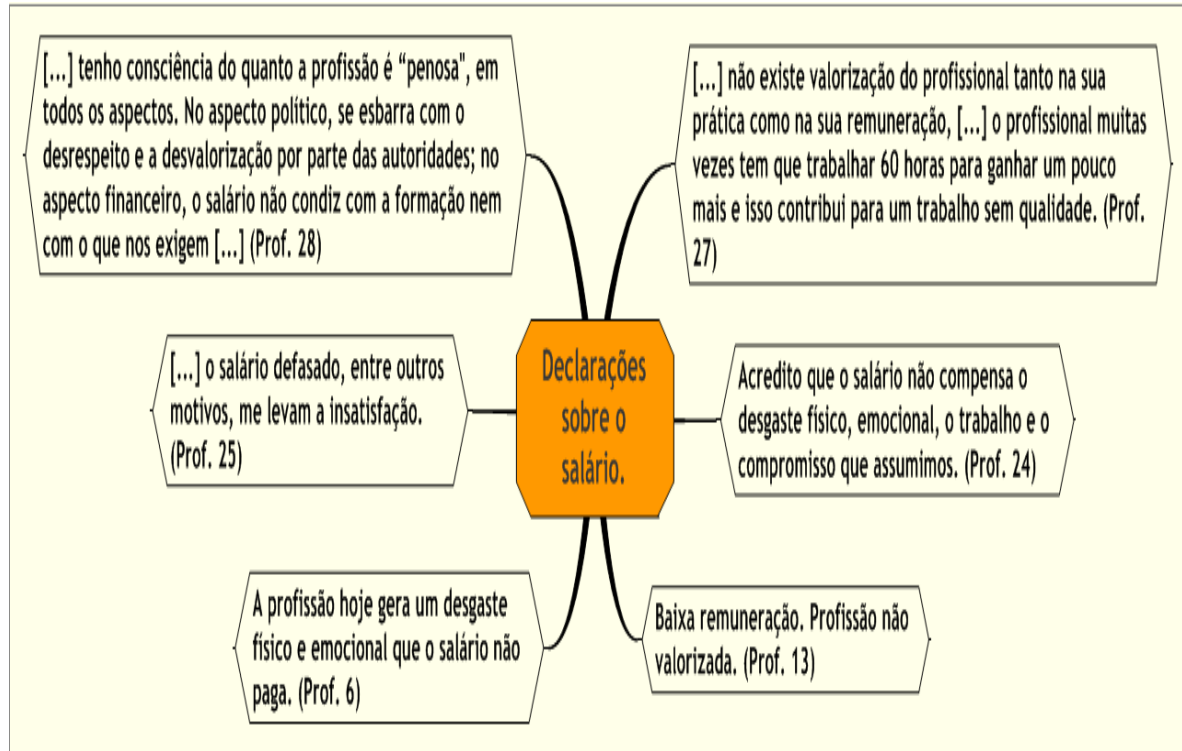 [...] tenho consciência do quanto a profissão é “penosa", em
todos os aspectos. No aspecto político, se esbarra com o
desrespeito e a desvalorização por parte das autoridades; no
aspecto financeiro, o salário não condiz com a formação nem
com o que nos exigem [...] (Prof. 28)
[...] não existe valorização do profissional tanto na sua
prática como na sua remuneração, [...] o profissional muitas
vezes tem que trabalhar 60 horas para ganhar um pouco
mais e isso contribui para um trabalho sem qualidade. (Prof.
27)
[...] o salário defasado, entre outros
motivos, me levam a insatisfação.
(Prof. 25)
Declarações
sobre o
salário.
Acredito que o salário não compensa o
desgaste físico, emocional, o trabalho e o
compromisso que assumimos. (Prof. 24)
A profissão hoje gera um desgaste
físico e emocional que o salário não
paga. (Prof. 6)
Baixa remuneração. Profissão não
valorizada. (Prof. 13)